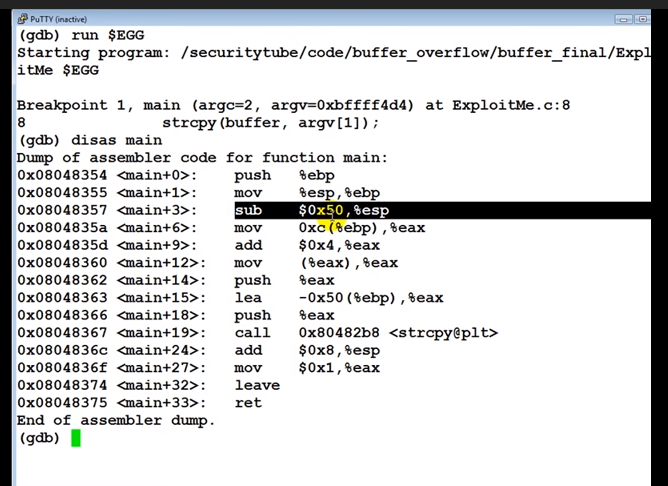 PuTTY (inactive)
(gdb) run $EGG
Starting program: /securitytube/code/buffer_overflow/buffer_final/Expl
itMe $EGG
Breakpoint 1, main (argc=2, argv=0xbffff4d4) at ExploitMe.c:8
8 strcpy(buffer, argv[1]);
(gdb) disas main
Dump of assembler code for function main:
0x08048354 <main+0>: push %ebp
0x08048355 <main+1>: mov %esp,%ebp
0x08048357 <main+3>: sub $0x50,%esp
0x0804835a <main+6>: mov 0xc(%ebp),%eax
0x0804835d <main+9>: add $0x4,%eax
0x08048360 <main+12>: mov (%eax),%eax
0x08048362 <main+14>: push %eax
0x08048363 <main+15>: lea -0x50(%ebp),%eax
0x08048366 <main+18>: push %eax
0x08048367 <main+19>: call 0x80482b8 <strcpy@plt>
0x0804836c <main+24>: add $0x8,%esp
0x0804836f <main+27>: mov $0x1,%eax
0x08048374 <main+32>: leave
0x08048375 <main+33>: ret
End of assembler dump.
(gdb)